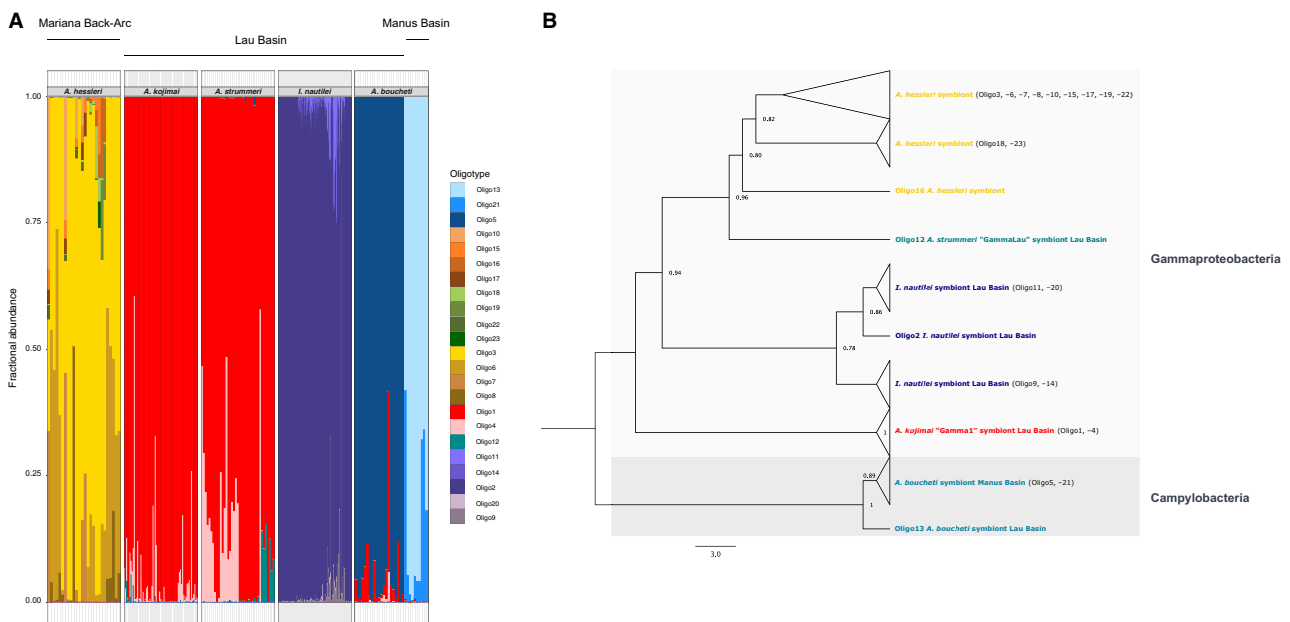 A
Mariana Back-Arc
Manus Basin
Lau Basin
A. hessleri
A. kojimai
A. strummeri
I. nautilei
A. boucheti
1.00
0.75
0.50
0.25
0.00
Fractional abundance
Oligotype
Oligo13
Oligo21
Oligo5
Oligo10
Oligo15
Oligo16
Oligo17
Oligo18
Oligo19
Oligo22
Oligo23
Oligo3
Oligo6
Oligo7
Oligo8
Oligo1
Oligo4
Oligo12
Oligo11
Oligo14
Oligo2
Oligo20
Oligo9
B
A. hessleri symbiont (Oligo3, −6, −7, −8, −10, −15, −17, −19, −22)
0.82
A. hessleri symbiont (Oligo18, −23)
0.80
Oligo16 A. hessleri symbiont
0.96
Oligo12 A. strummeri "GammaLau" symbiont Lau Basin
Gammaproteobacteria
0.94
I. nautilei symbiont Lau Basin (Oligo11, −20)
0.86
Oligo2 I. nautilei symbiont Lau Basin
0.78
I. nautilei symbiont Lau Basin (Oligo9, −14)
1
A. kojimai "Gamma1" symbiont Lau Basin (Oligo1, −4)
0.89
A. boucheti symbiont Manus Basin (Oligo5, −21)
Campylobacteria
1
Oligo13 A. boucheti symbiont Lau Basin
3.0